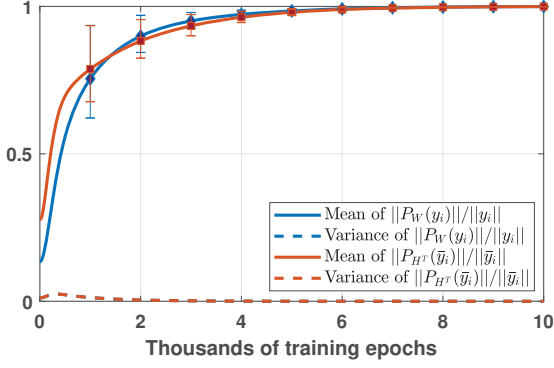 1
0.5
Mean of ||P_W(y_i)||/||y_i||
Variance of ||P_W(y_i)||/||y_i||
Mean of ||P_{H^T}(ȳ_i)||/||ȳ_i||
Variance of ||P_{H^T}(ȳ_i)||/||ȳ_i||
0
0 2 4 6 8 10
Thousands of training epochs